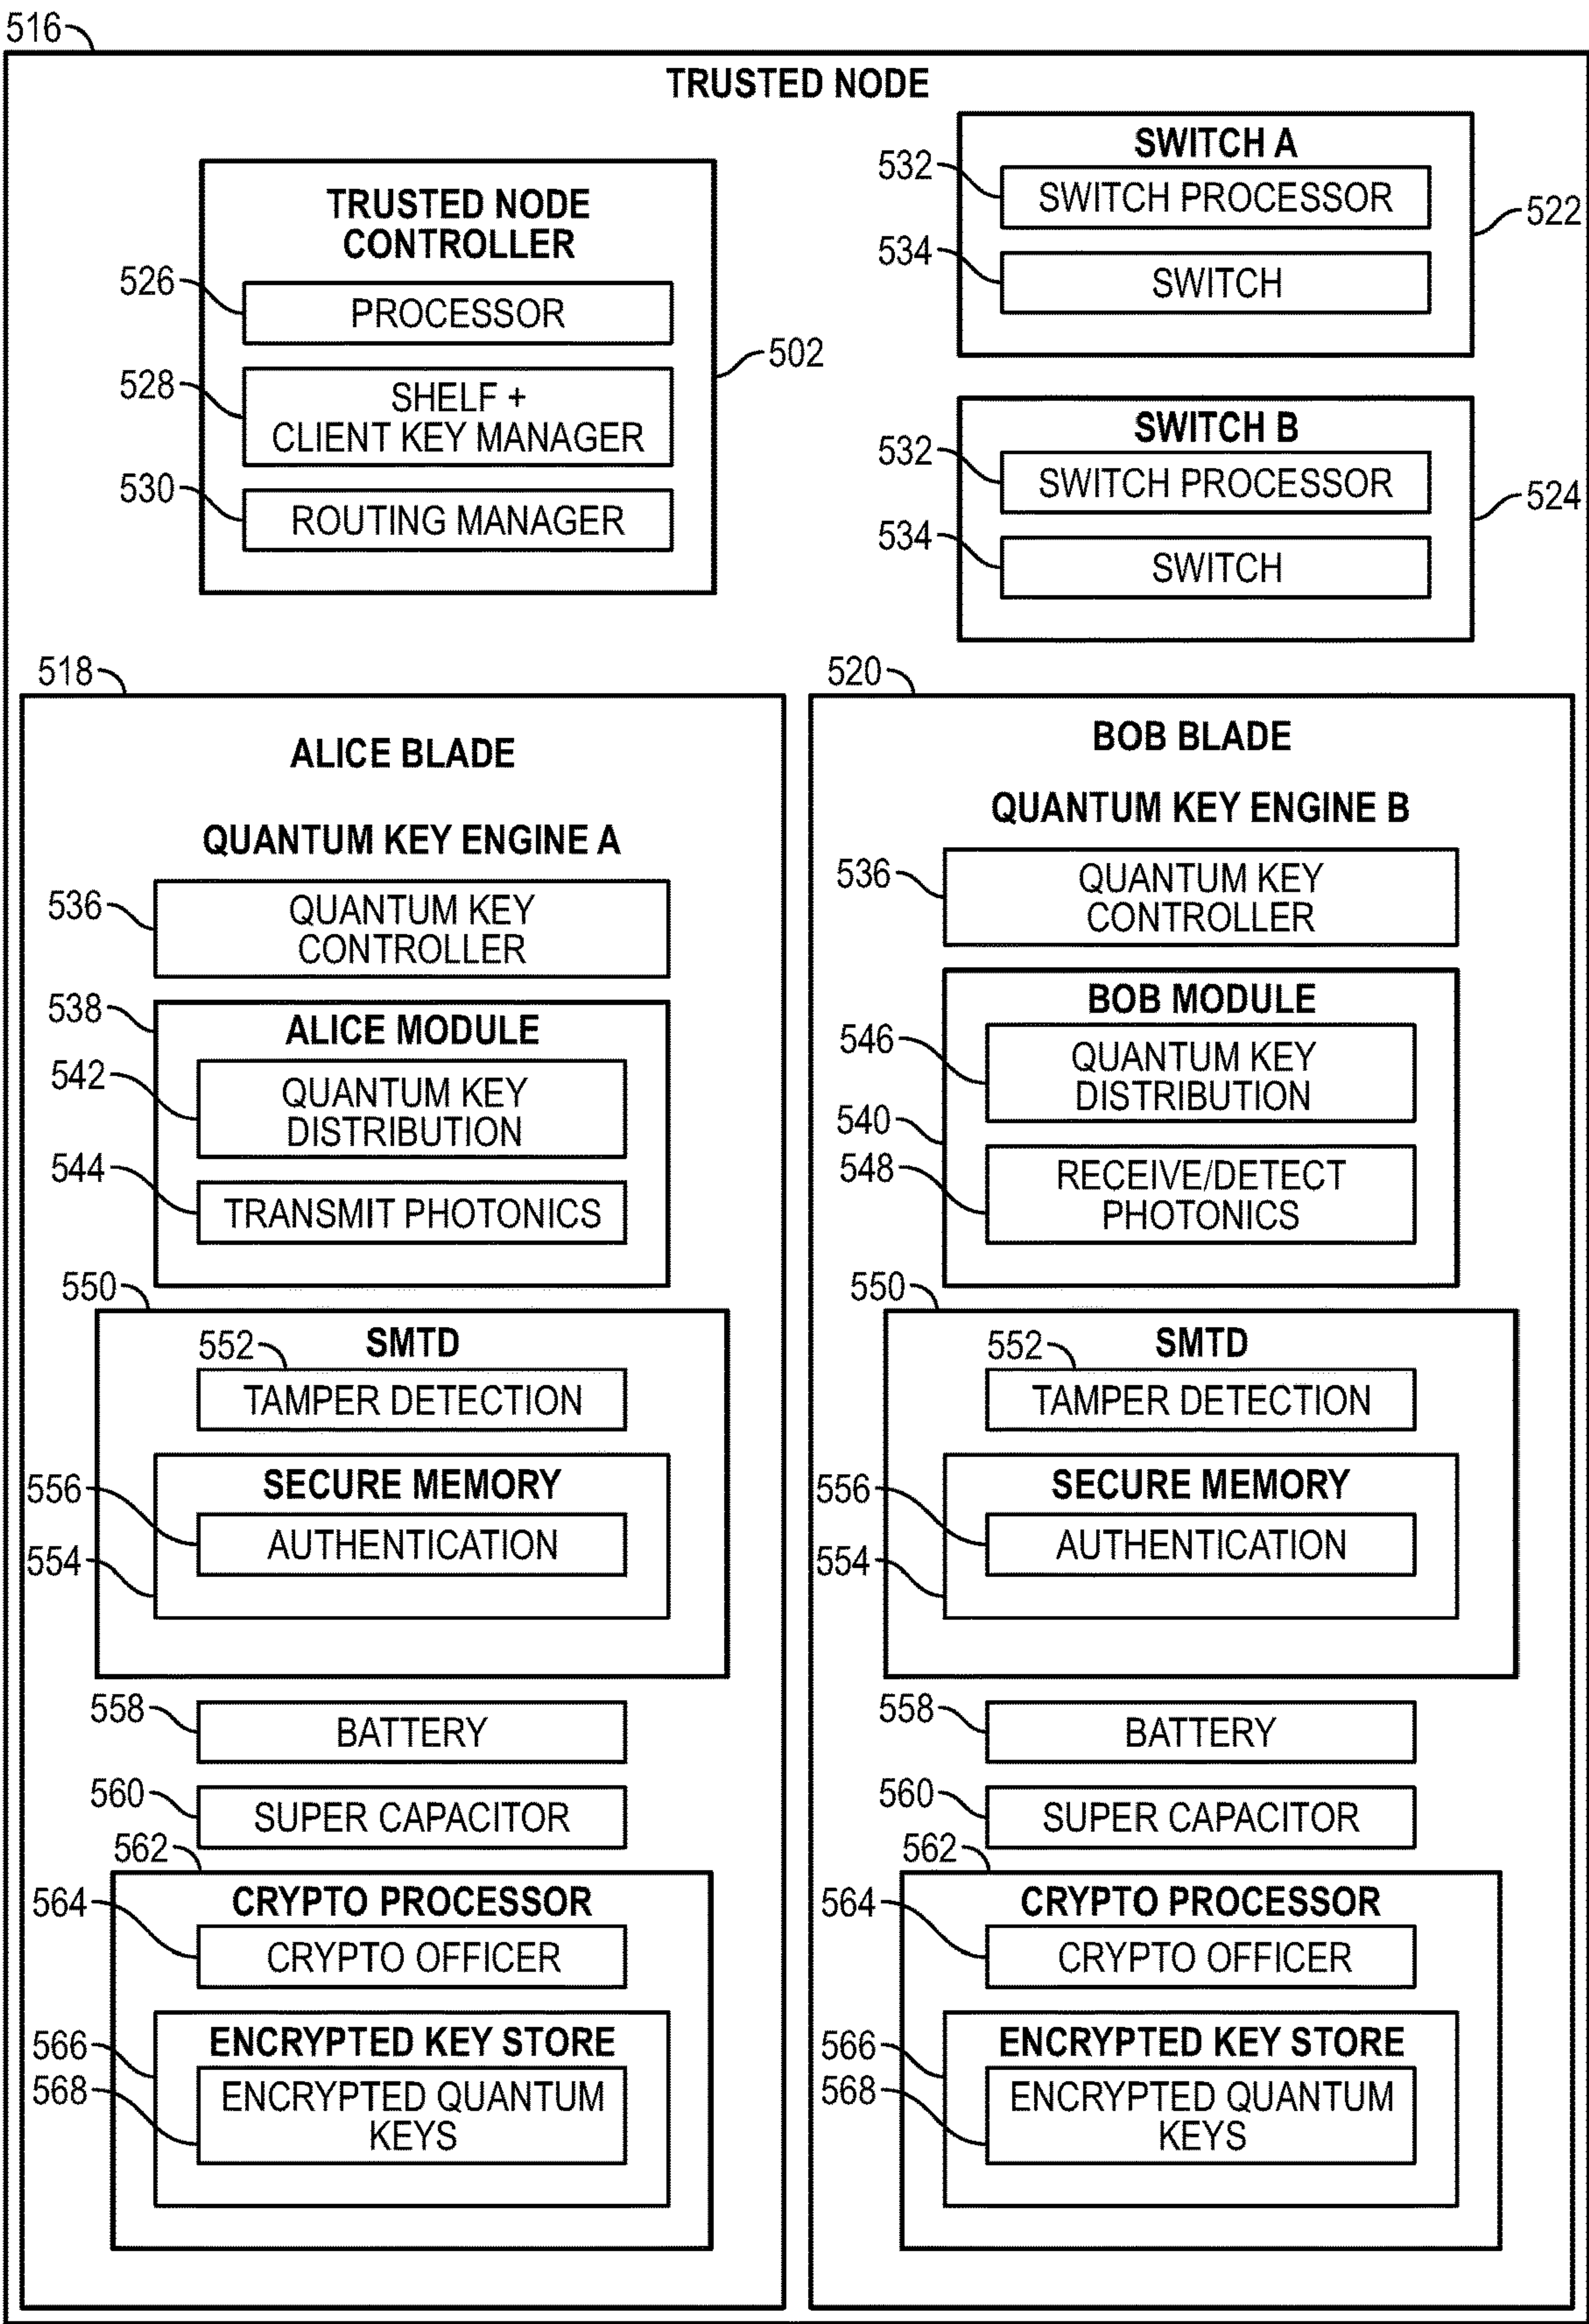 516
TRUSTED NODE
TRUSTED NODE
CONTROLLER
526
PROCESSOR
502
528
SHELF +
CLIENT KEY MANAGER
530
ROUTING MANAGER
SWITCH A
532
SWITCH PROCESSOR
522
534
SWITCH
SWITCH B
532
SWITCH PROCESSOR
524
534
SWITCH
518
ALICE BLADE
QUANTUM KEY ENGINE A
536
QUANTUM KEY
CONTROLLER
538
ALICE MODULE
542
QUANTUM KEY
DISTRIBUTION
544
TRANSMIT PHOTONICS
550
SMTD
552
TAMPER DETECTION
SECURE MEMORY
556
AUTHENTICATION
554
558
BATTERY
560
SUPER CAPACITOR
562
CRYPTO PROCESSOR
564
CRYPTO OFFICER
566
ENCRYPTED KEY STORE
568
ENCRYPTED QUANTUM
KEYS
520
BOB BLADE
QUANTUM KEY ENGINE B
536
QUANTUM KEY
CONTROLLER
BOB MODULE
546
QUANTUM KEY
DISTRIBUTION
540
548
RECEIVE/DETECT
PHOTONICS
550
SMTD
552
TAMPER DETECTION
SECURE MEMORY
556
AUTHENTICATION
554
558
BATTERY
560
SUPER CAPACITOR
562
CRYPTO PROCESSOR
564
CRYPTO OFFICER
566
ENCRYPTED KEY STORE
568
ENCRYPTED QUANTUM
KEYS